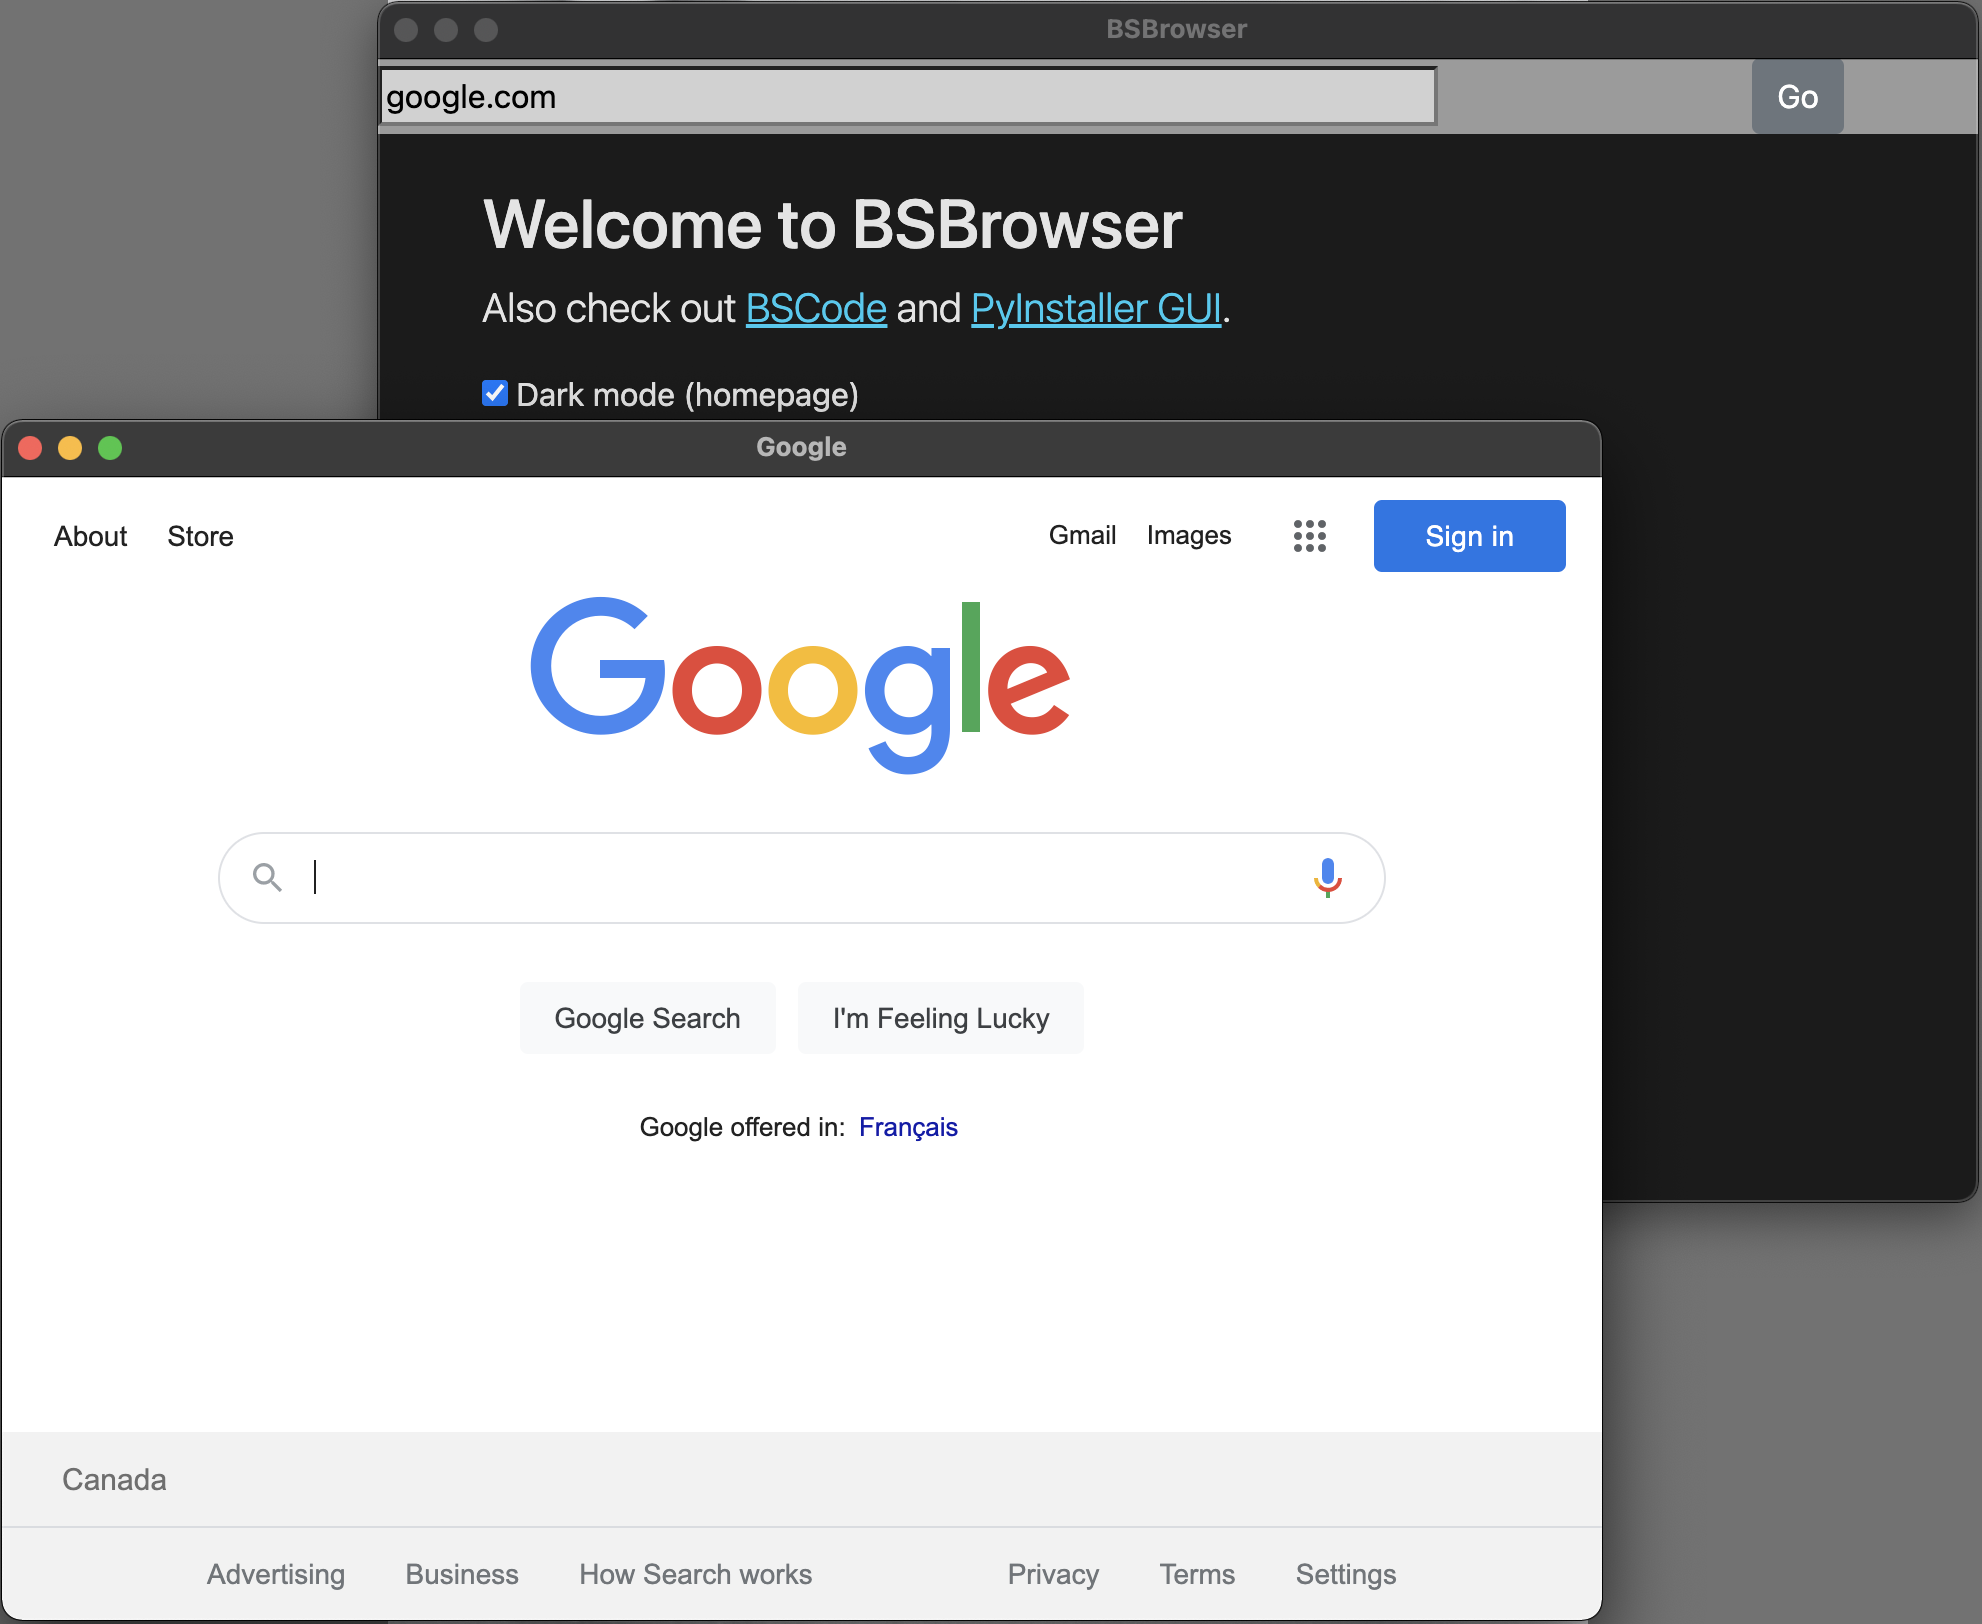 BSBrowser
google.com
Go
Welcome to BSBrowser
Also check out BSCode and PyInstaller GUI.
Dark mode (homepage)
Google
About Store Gmail Images Sign in
Google
Google Search I'm Feeling Lucky
Google offered in: Français
Canada
Advertising Business How Search works Privacy Terms Settings